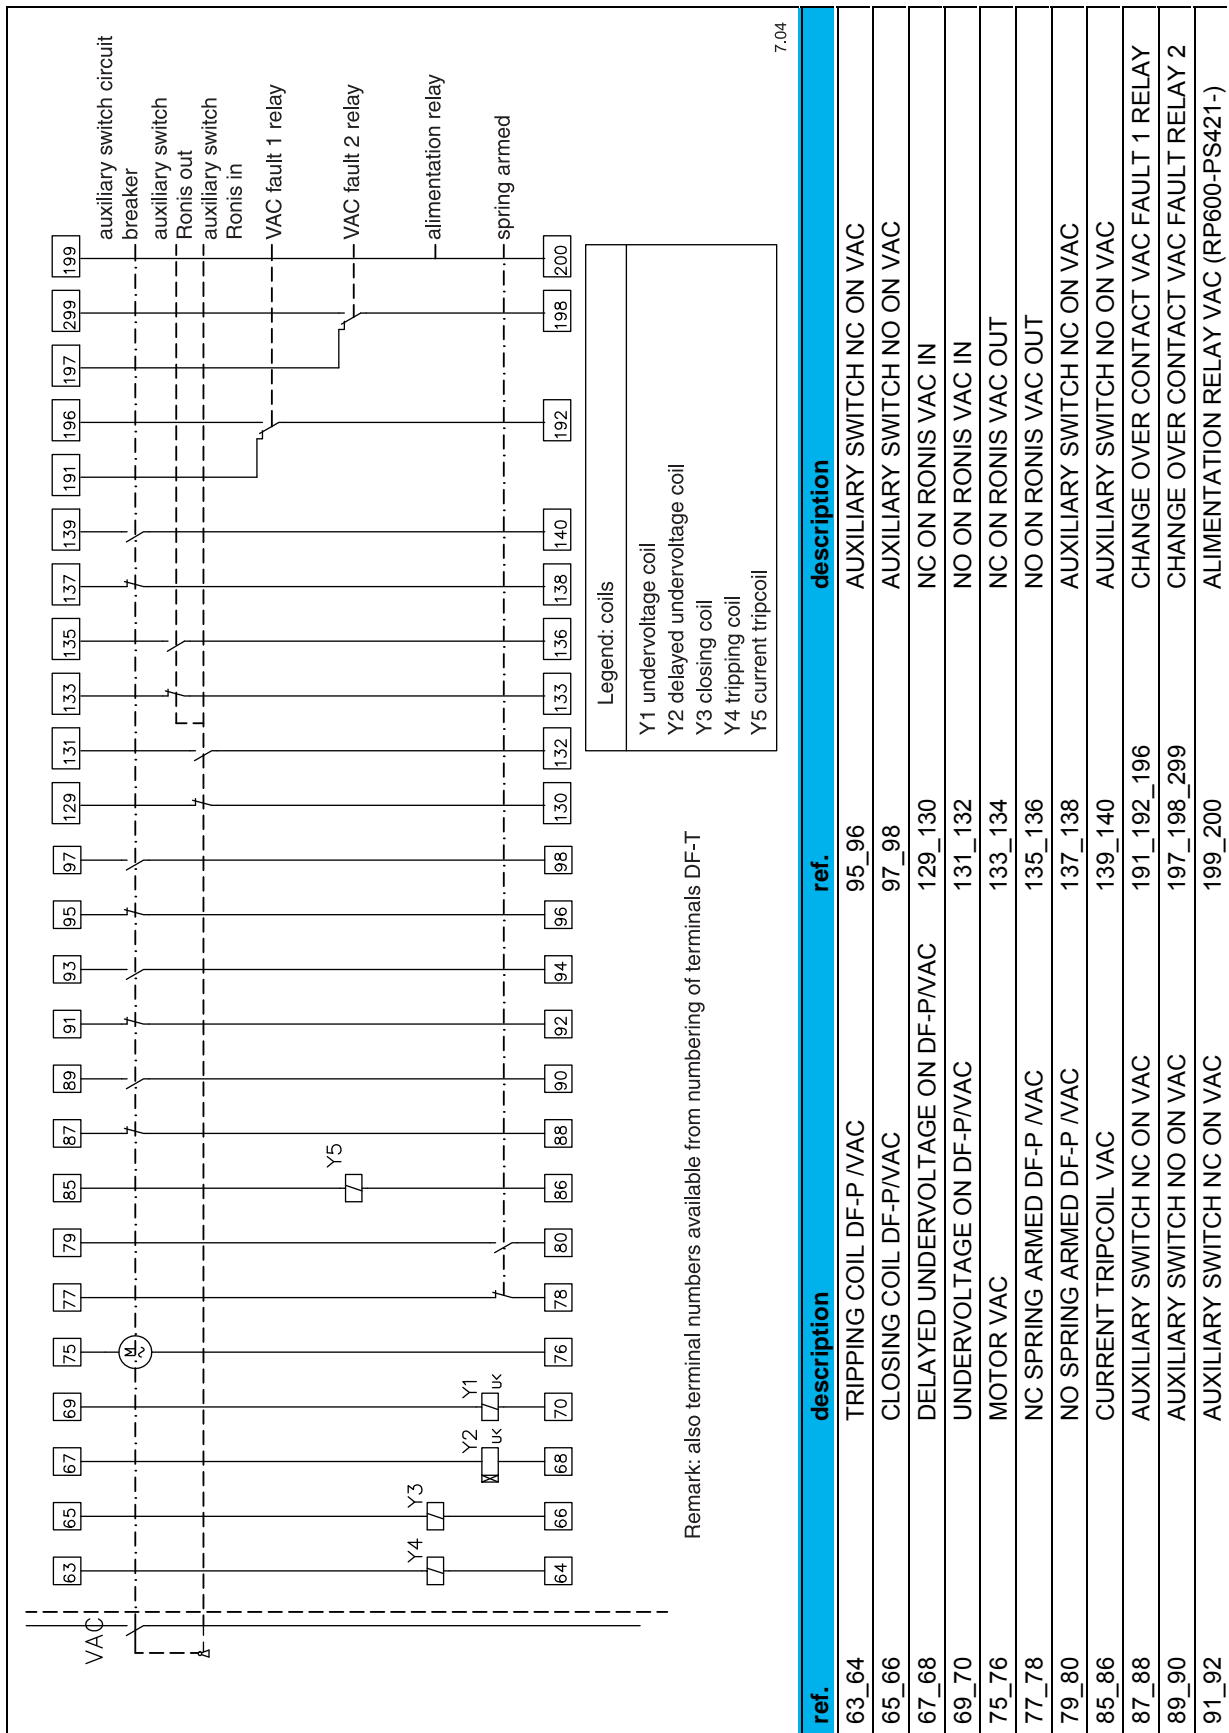 VAC
63
65
67
69
75
77
79
85
87
89
91
93
95
97
129
131
133
135
137
139
191
196
197
299
199
auxiliary switch circuit
breaker
auxiliary switch
Ronis out
auxiliary switch
Ronis in
VAC fault 1 relay
VAC fault 2 relay
alimentation relay
spring armed
M
~
Y5
Y4
Y3
Y2
U<
Y1
U<
64
66
68
70
76
78
80
86
88
90
92
94
96
98
130
132
133
136
138
140
192
198
200
Legend: coils
Y1 undervoltage coil
Y2 delayed undervoltage coil
Y3 closing coil
Y4 tripping coil
Y5 current tripcoil
Remark: also terminal numbers available from numbering of terminals DF-T
7.04
ref. description ref. description
63_64 TRIPPING COIL DF-P /VAC 95_96 AUXILIARY SWITCH NC ON VAC
65_66 CLOSING COIL DF-P/VAC 97_98 AUXILIARY SWITCH NO ON VAC
67_68 DELAYED UNDERVOLTAGE ON DF-P/VAC 129_130 NC ON RONIS VAC IN
69_70 UNDERVOLTAGE ON DF-P/VAC 131_132 NO ON RONIS VAC IN
75_76 MOTOR VAC 133_134 NC ON RONIS VAC OUT
77_78 NC SPRING ARMED DF-P /VAC 135_136 NO ON RONIS VAC OUT
79_80 NO SPRING ARMED DF-P /VAC 137_138 AUXILIARY SWITCH NC ON VAC
85_86 CURRENT TRIPCOIL VAC 139_140 AUXILIARY SWITCH NO ON VAC
87_88 AUXILIARY SWITCH NC ON VAC 191_192_196 CHANGE OVER CONTACT VAC FAULT 1 RELAY
89_90 AUXILIARY SWITCH NO ON VAC 197_198_299 CHANGE OVER CONTACT VAC FAULT RELAY 2
91_92 AUXILIARY SWITCH NC ON VAC 199_200 ALIMENTATION RELAY VAC (RP600-PS421-)